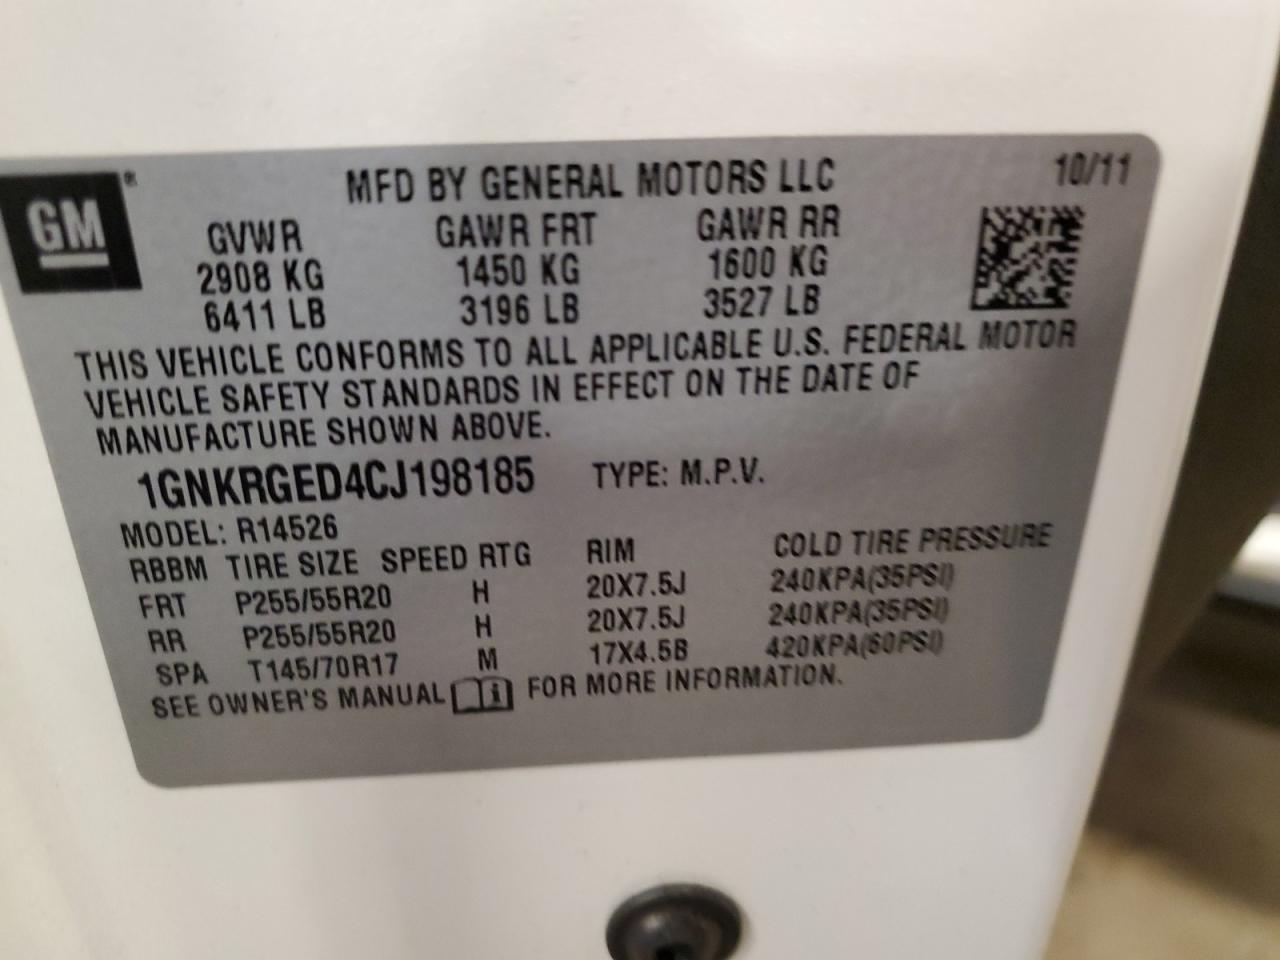 GM®
MFD BY GENERAL MOTORS LLC 10/11
GVWR GAWR FRT GAWR RR
2908 KG 1450 KG 1600 KG
6411 LB 3196 LB 3527 LB
THIS VEHICLE CONFORMS TO ALL APPLICABLE U.S. FEDERAL MOTOR
VEHICLE SAFETY STANDARDS IN EFFECT ON THE DATE OF
MANUFACTURE SHOWN ABOVE.
1GNKRGED4CJ198185 TYPE: M.P.V.
MODEL: R14526
RBBM TIRE SIZE SPEED RTG RIM COLD TIRE PRESSURE
FRT P255/55R20 H 20X7.5J 240KPA(35PSI)
RR P255/55R20 H 20X7.5J 240KPA(35PSI)
SPA T145/70R17 M 17X4.5B 420KPA(60PSI)
SEE OWNER'S MANUAL i FOR MORE INFORMATION.